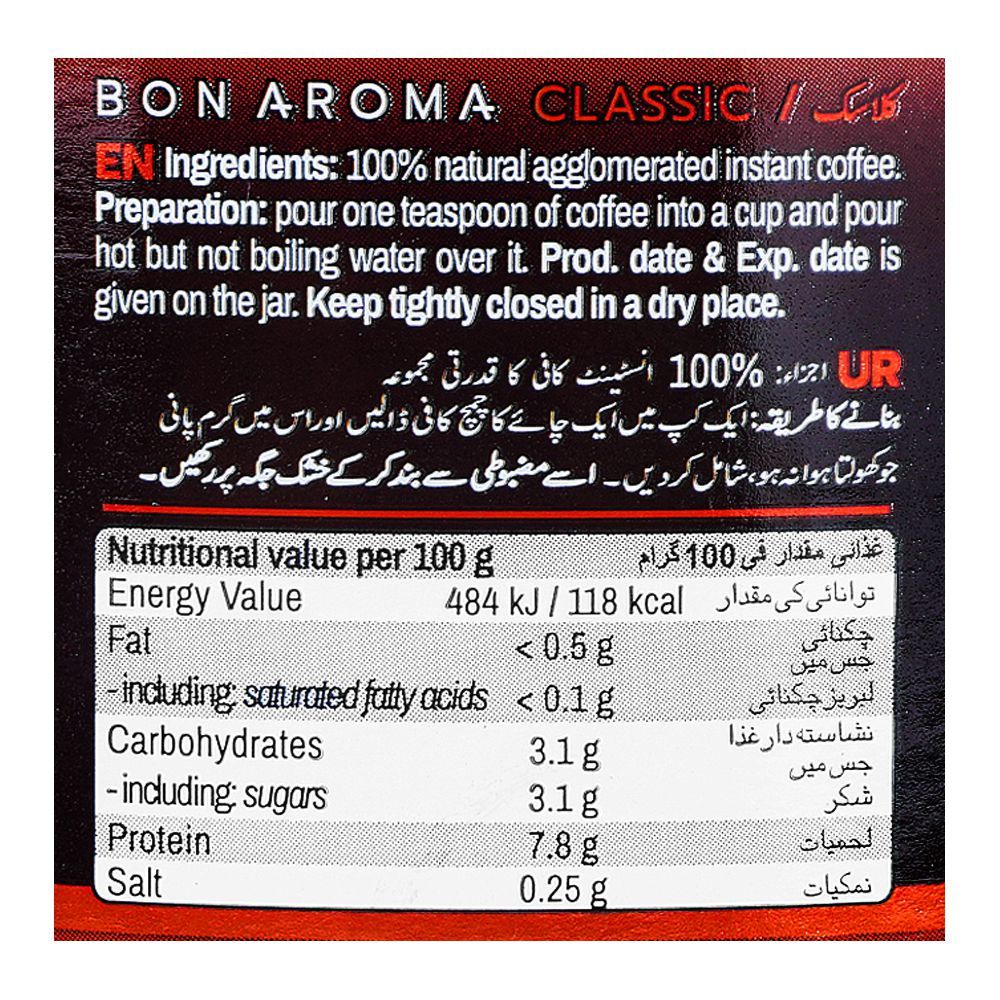 BON AROMA CLASSIC / کلاسک
EN Ingredients: 100% natural agglomerated instant coffee.
Preparation: pour one teaspoon of coffee into a cup and pour
hot but not boiling water over it. Prod. date & Exp. date is
given on the jar. Keep tightly closed in a dry place.
UR اجزاء: 100% انسٹینٹ کافی کا قدرتی مجموعہ
بنانے کا طریقہ: ایک کپ میں ایک چائے کا چمچ کافی ڈالیں اور اس میں گرم پانی
جو کھولتا ہوا نہ ہو، شامل کر دیں۔ اسے مضبوطی سے بند کر کے خشک جگہ پر رکھیں۔
Nutritional value per 100 g غذائی مقدار فی 100 گرام
Energy Value 484 kJ / 118 kcal توانائی کی مقدار
Fat < 0.5 g چکنائی
جس میں
- including: saturated fatty acids < 0.1 g لبریز چکنائی
Carbohydrates 3.1 g نشاستہ دار غذا
جس میں
- including: sugars 3.1 g شکر
Protein 7.8 g لحمیات
Salt 0.25 g نمکیات